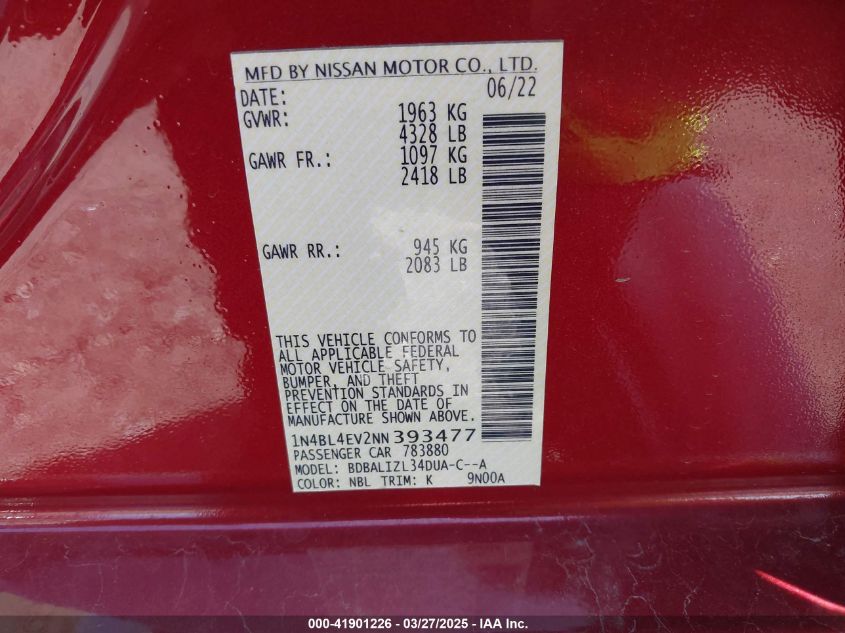 MFD BY NISSAN MOTOR CO., LTD.
DATE: 06/22
GVWR: 1963 KG
4328 LB
GAWR FR.: 1097 KG
2418 LB
GAWR RR.: 945 KG
2083 LB
THIS VEHICLE CONFORMS TO
ALL APPLICABLE FEDERAL
MOTOR VEHICLE SAFETY,
BUMPER, AND THEFT
PREVENTION STANDARDS IN
EFFECT ON THE DATE OF
MANUFACTURE SHOWN ABOVE.
1N4BL4EV2NN393477
PASSENGER CAR 783880
MODEL: BDBALIZL34DUA-C--A
COLOR: NBL TRIM: K 9N00A
000-41901226 - 03/27/2025 - IAA Inc.